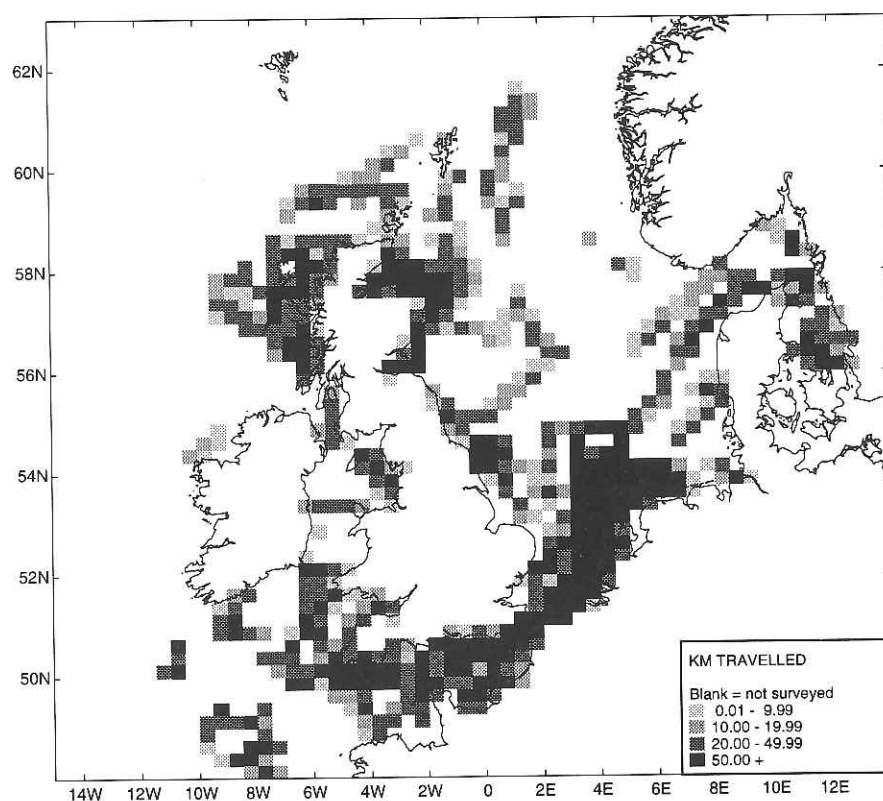 62N
60N
58N
56N
54N
52N
50N
KM TRAVELLED
Blank = not surveyed
0.01 - 9.99
10.00 - 19.99
20.00 - 49.99
50.00 +
14W 12W 10W 8W 6W 4W 2W 0 2E 4E 6E 8E 10E 12E